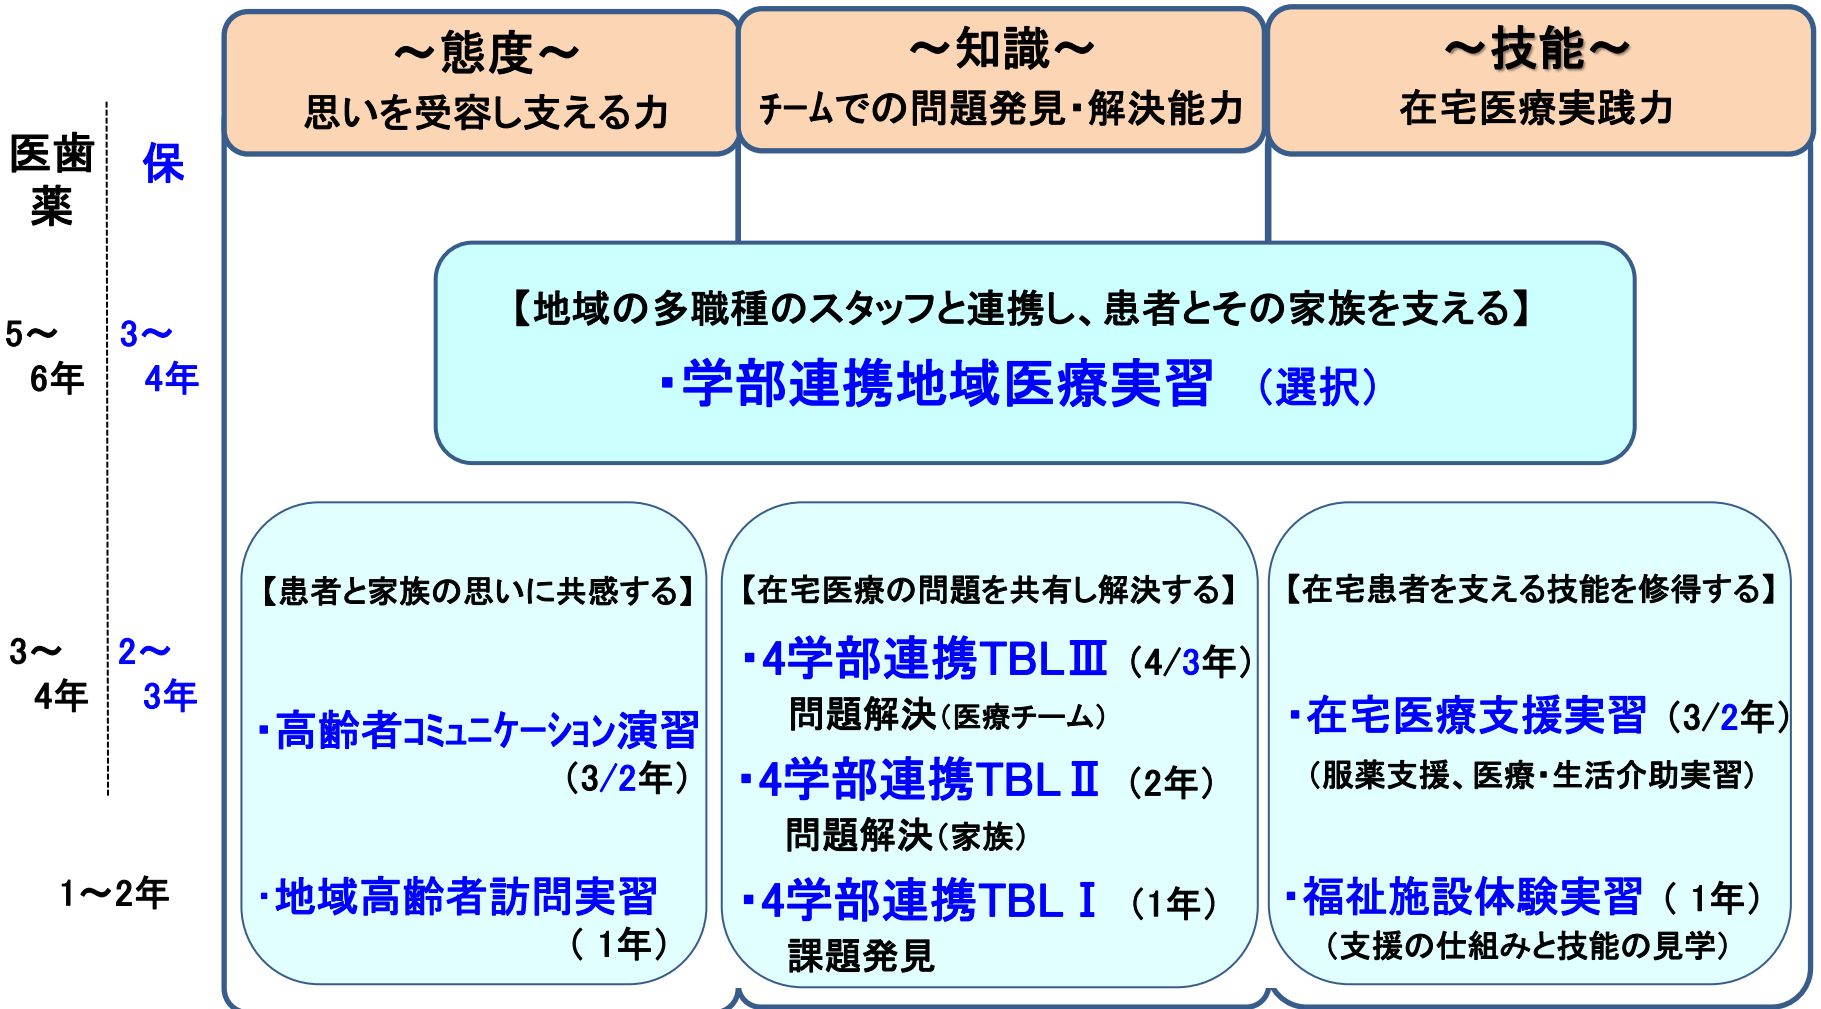 ～態度～
思いを受容し支える力
～知識～
チームでの問題発見・解決能力
～技能～
在宅医療実践力
医歯
薬
保
5～
6年
3～
4年
【地域の多職種のスタッフと連携し、患者とその家族を支える】
・学部連携地域医療実習 （選択）
3～
4年
2～
3年
1～2年
【患者と家族の思いに共感する】
・高齢者コミュニケーション演習
（3/2年）
・地域高齢者訪問実習
（ 1年）
【在宅医療の問題を共有し解決する】
・4学部連携TBLⅢ （4/3年）
問題解決（医療チーム）
・4学部連携TBLⅡ （2年）
問題解決（家族）
・4学部連携TBLⅠ （1年）
課題発見
【在宅患者を支える技能を修得する】
・在宅医療支援実習 （3/2年）
（服薬支援、医療・生活介助実習）
・福祉施設体験実習 （ 1年）
（支援の仕組みと技能の見学）